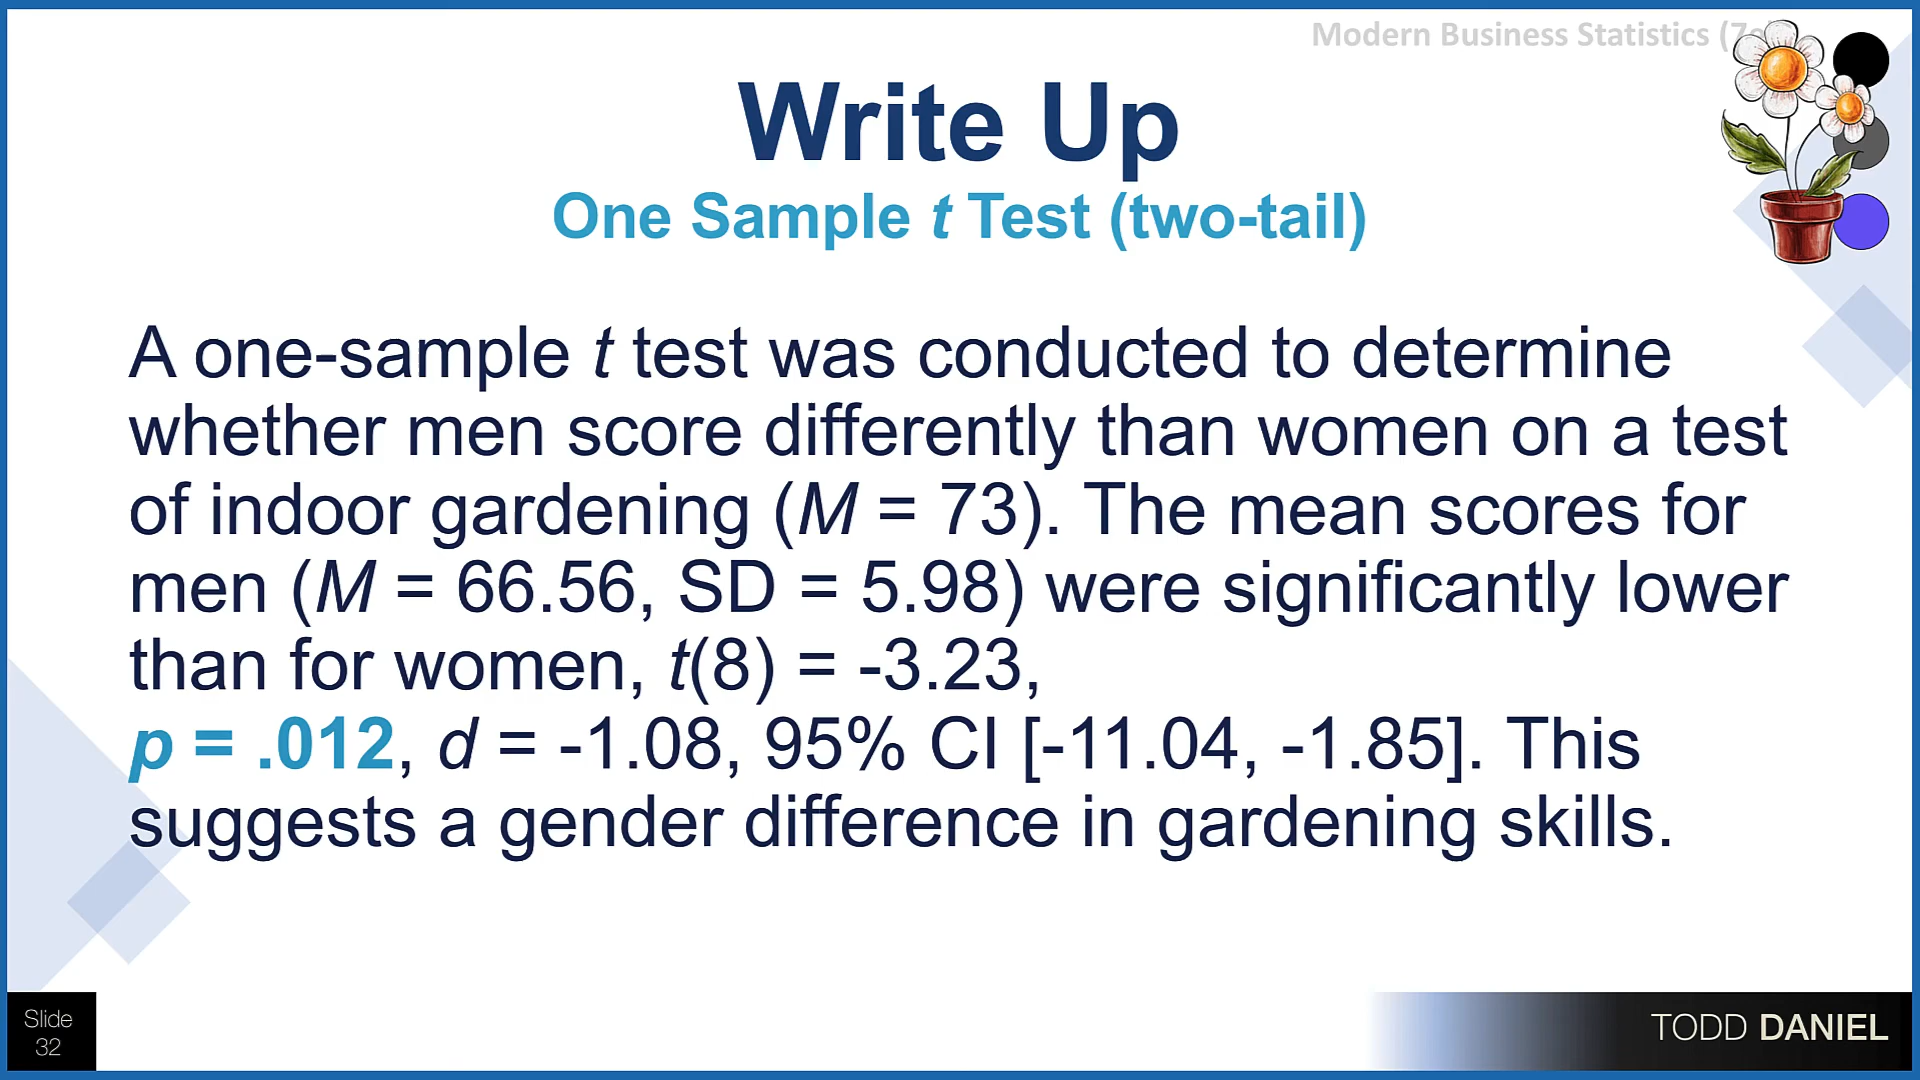 Modern Business Statistics (7e
Write Up
One Sample t Test (two-tail)
A one-sample t test was conducted to determine
whether men score differently than women on a test
of indoor gardening (M = 73). The mean scores for
men (M = 66.56, SD = 5.98) were significantly lower
than for women, t(8) = -3.23,
p = .012, d = -1.08, 95% CI [-11.04, -1.85]. This
suggests a gender difference in gardening skills.
Slide
32
TODD DANIEL